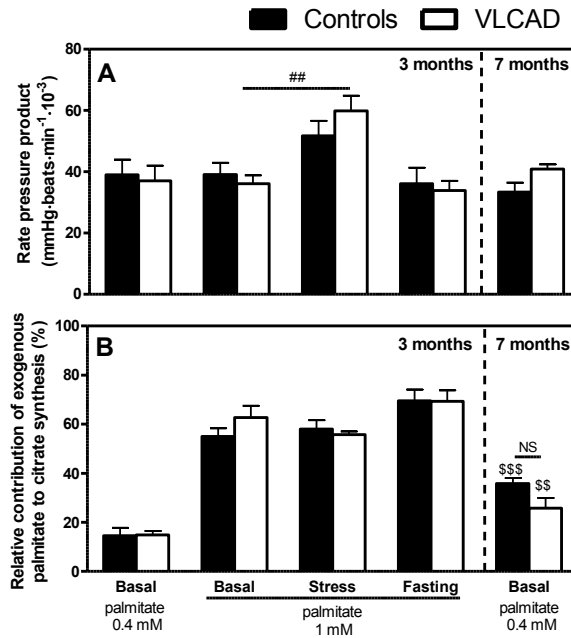 Controls VLCAD
A
3 months
7 months
##
Rate pressure product
(mmHg·beats·min⁻¹·10⁻³)
80
60
40
20
0
B
3 months
7 months
Relative contribution of exogenous
palmitate to citrate synthesis (%)
100
80
60
40
20
0
NS
$$$
$$
Basal
palmitate
0.4 mM
Basal Stress Fasting
palmitate
1 mM
Basal
palmitate
0.4 mM